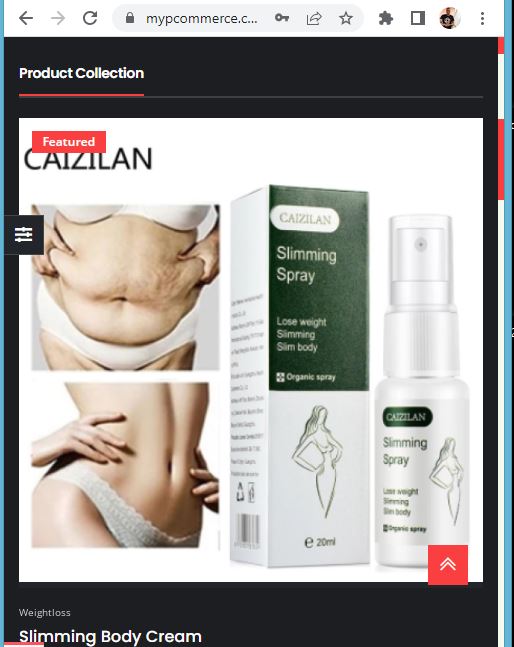 mypcommerce.c...
Product Collection
Featured
CAIZILAN
CAIZILAN
Slimming
Spray
Lose weight
Slimming
Slim body
Organic spray
e 20ml
CAIZILAN
Slimming
Spray
Lose weight
Slimming
Slim body
Organic spray
Weightloss
Slimming Body Cream